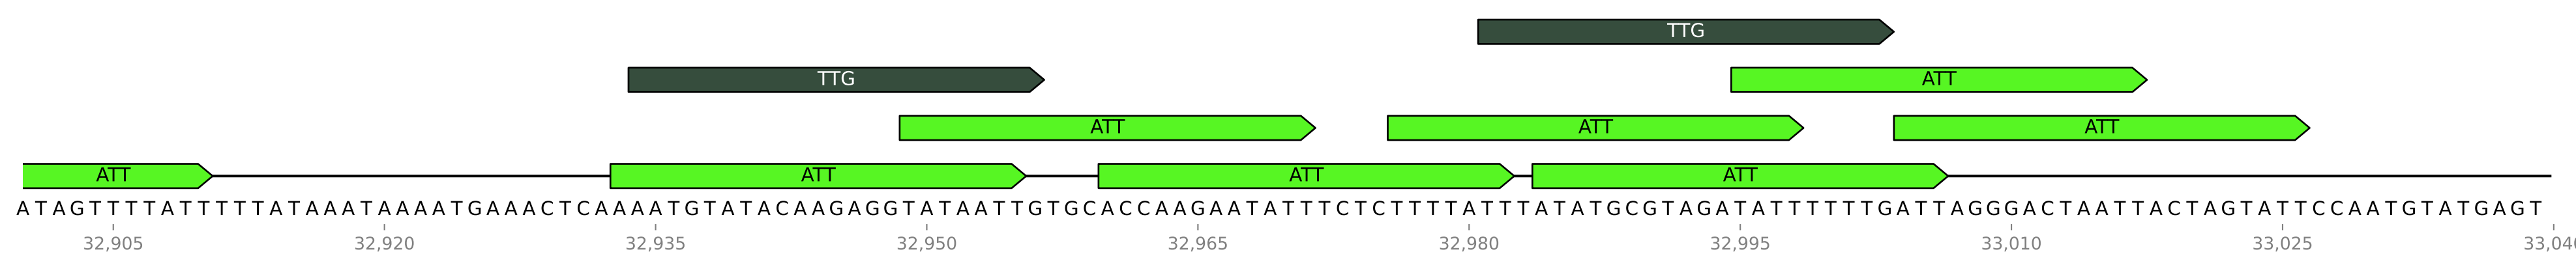 TTG
TTG ATT
ATT ATT ATT
ATT ATT ATT ATT
ATAGTTTTATTTTTATAAATAAAATGAAACTCAAAATGTATACAAGAGGTATAATTGTGCACCAAGAATATTTCTCTTTTATTTATATGCGTAGATATTTTTTGATTAGGGACTAATTACTAGTATTCCAATGTATGAGT
32,905 32,920 32,935 32,950 32,965 32,980 32,995 33,010 33,025